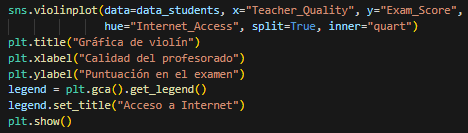 sns.violinplot(data=data_students, x="Teacher_Quality", y="Exam_Score",
hue="Internet_Access", split=True, inner="quart")
plt.title("Gráfica de violín")
plt.xlabel("Calidad del profesorado")
plt.ylabel("Puntuación en el examen")
legend = plt.gca().get_legend()
legend.set_title("Acceso a Internet")
plt.show()